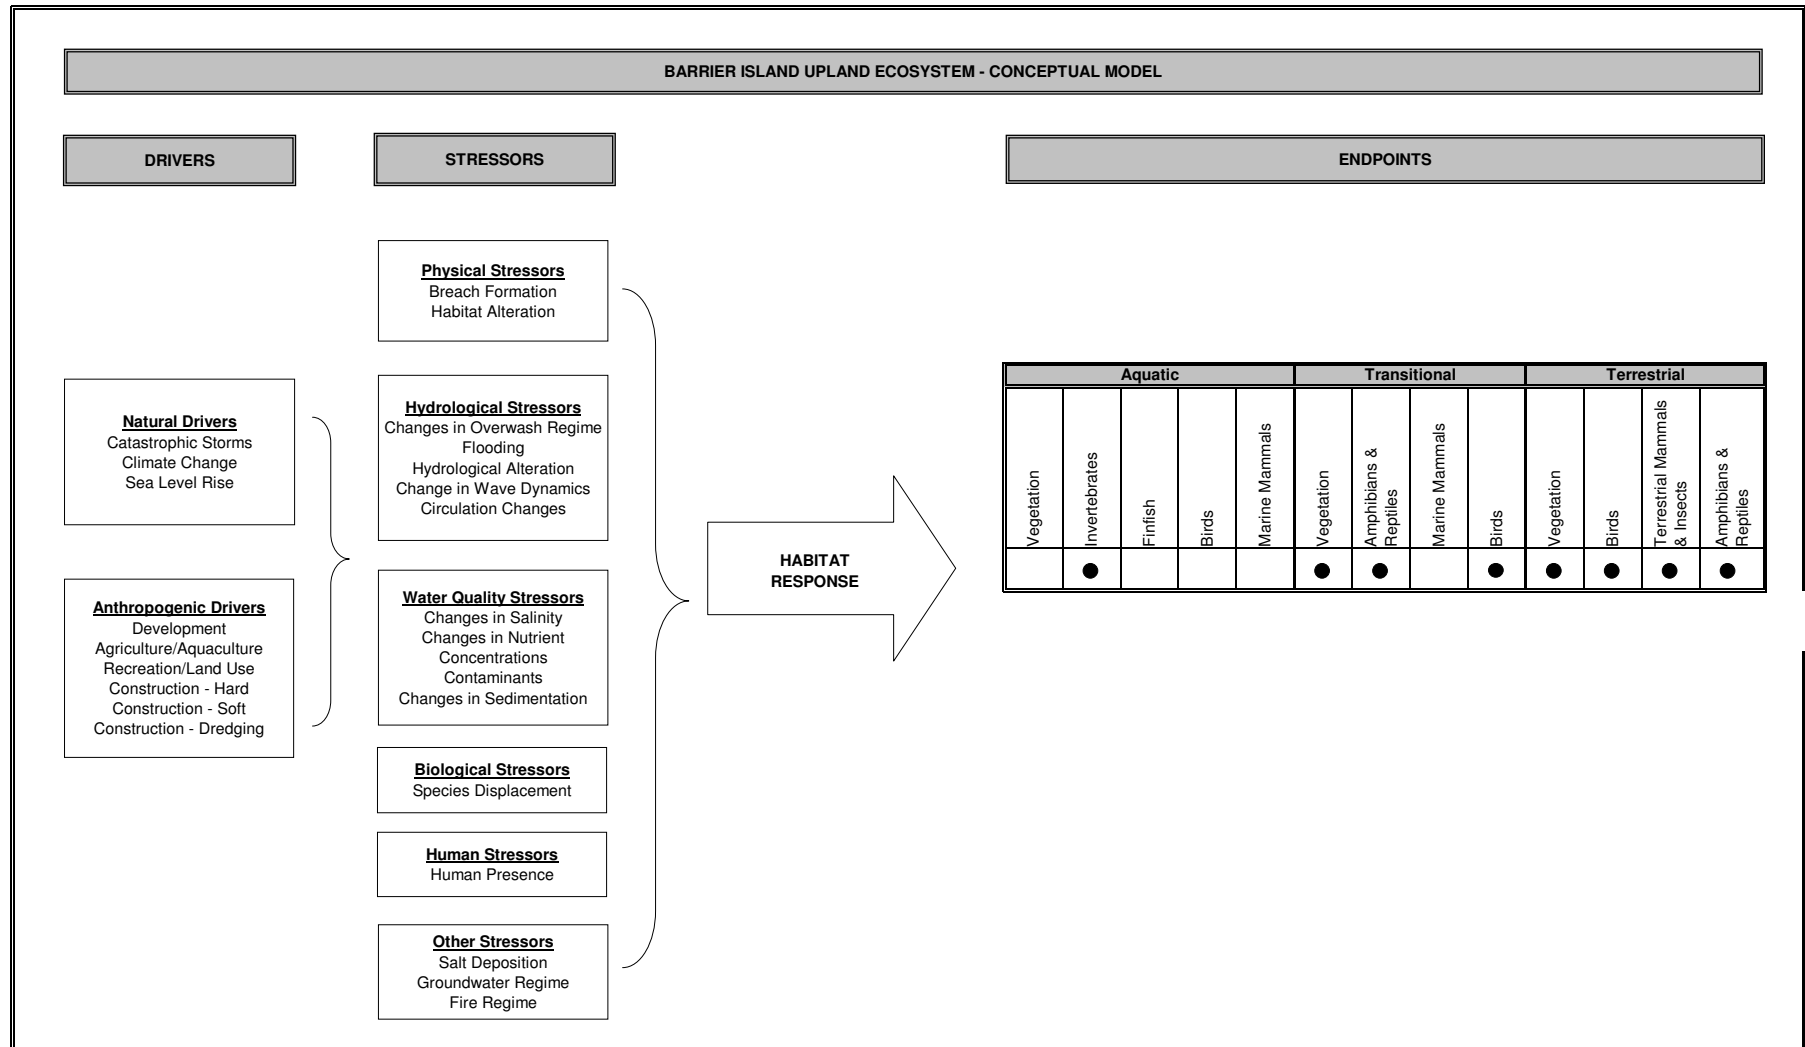 BARRIER ISLAND UPLAND ECOSYSTEM - CONCEPTUAL MODEL
DRIVERS
STRESSORS
ENDPOINTS
Natural Drivers
Catastrophic Storms
Climate Change
Sea Level Rise
Anthropogenic Drivers
Development
Agriculture/Aquaculture
Recreation/Land Use
Construction - Hard
Construction - Soft
Construction - Dredging
Physical Stressors
Breach Formation
Habitat Alteration
Hydrological Stressors
Changes in Overwash Regime
Flooding
Hydrological Alteration
Change in Wave Dynamics
Circulation Changes
Water Quality Stressors
Changes in Salinity
Changes in Nutrient
Concentrations
Contaminants
Changes in Sedimentation
Biological Stressors
Species Displacement
Human Stressors
Human Presence
Other Stressors
Salt Deposition
Groundwater Regime
Fire Regime
HABITAT
RESPONSE
Aquatic
Transitional
Terrestrial
Vegetation
Invertebrates
Finfish
Birds
Marine Mammals
Vegetation
Amphibians &
Reptiles
Marine Mammals
Birds
Vegetation
Birds
Terrestrial Mammals
& Insects
Amphibians &
Reptiles